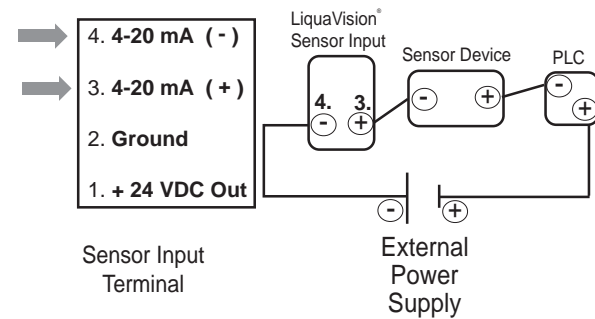 4. 4-20 mA ( - )
3. 4-20 mA ( + )
2. Ground
1. + 24 VDC Out
Sensor Input
Terminal
LiquaVision®
Sensor Input
4. 3.
- +
Sensor Device
- +
PLC
-
+
- +
External
Power
Supply